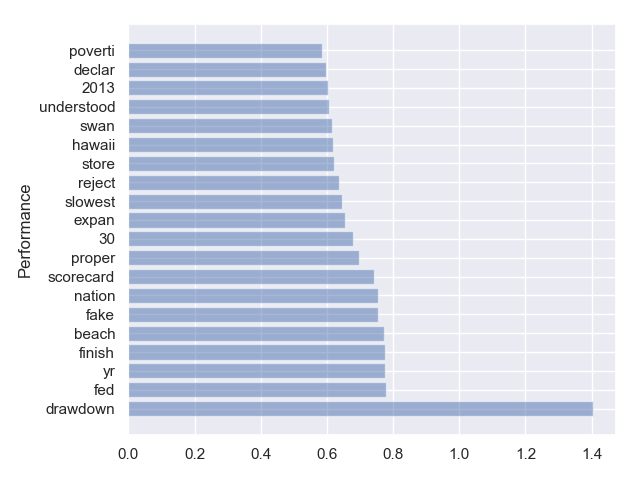 poverti
declar
2013
understood
swan
hawaii
store
reject
slowest
expan
30
proper
scorecard
nation
fake
beach
finish
yr
fed
drawdown
Performance
0.0 0.2 0.4 0.6 0.8 1.0 1.2 1.4